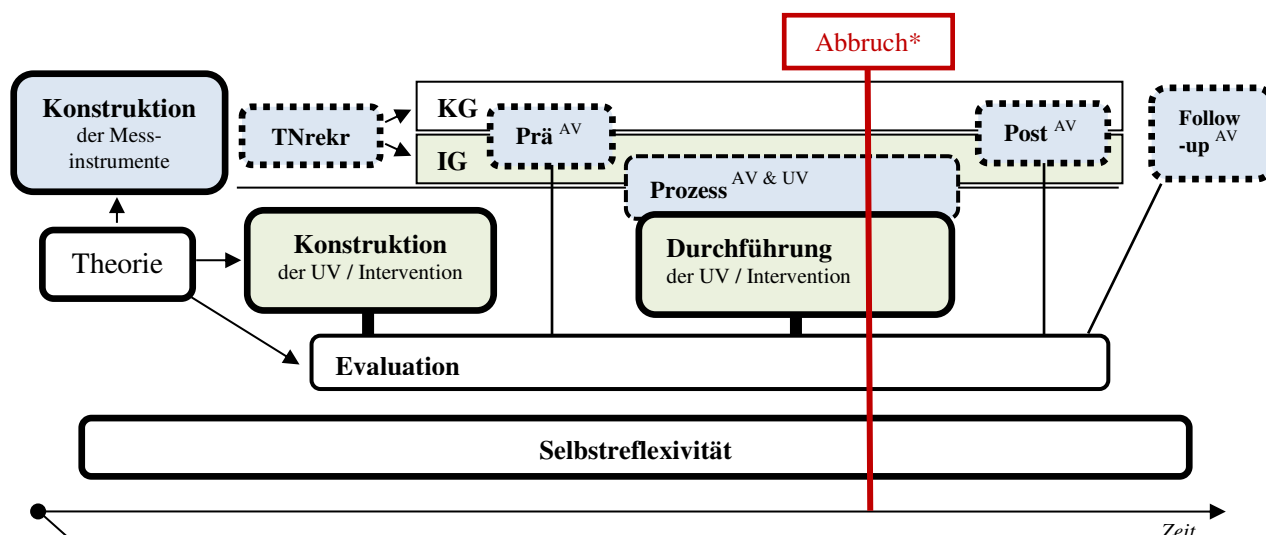 Abbruch*
Konstruktion
der Mess-
instrumente
TNrekr
KG
IG
Prä AV
Post AV
Follow
-up AV
Prozess AV & UV
Theorie
Konstruktion
der UV / Intervention
Durchführung
der UV / Intervention
Evaluation
Selbstreflexivität
Zeit